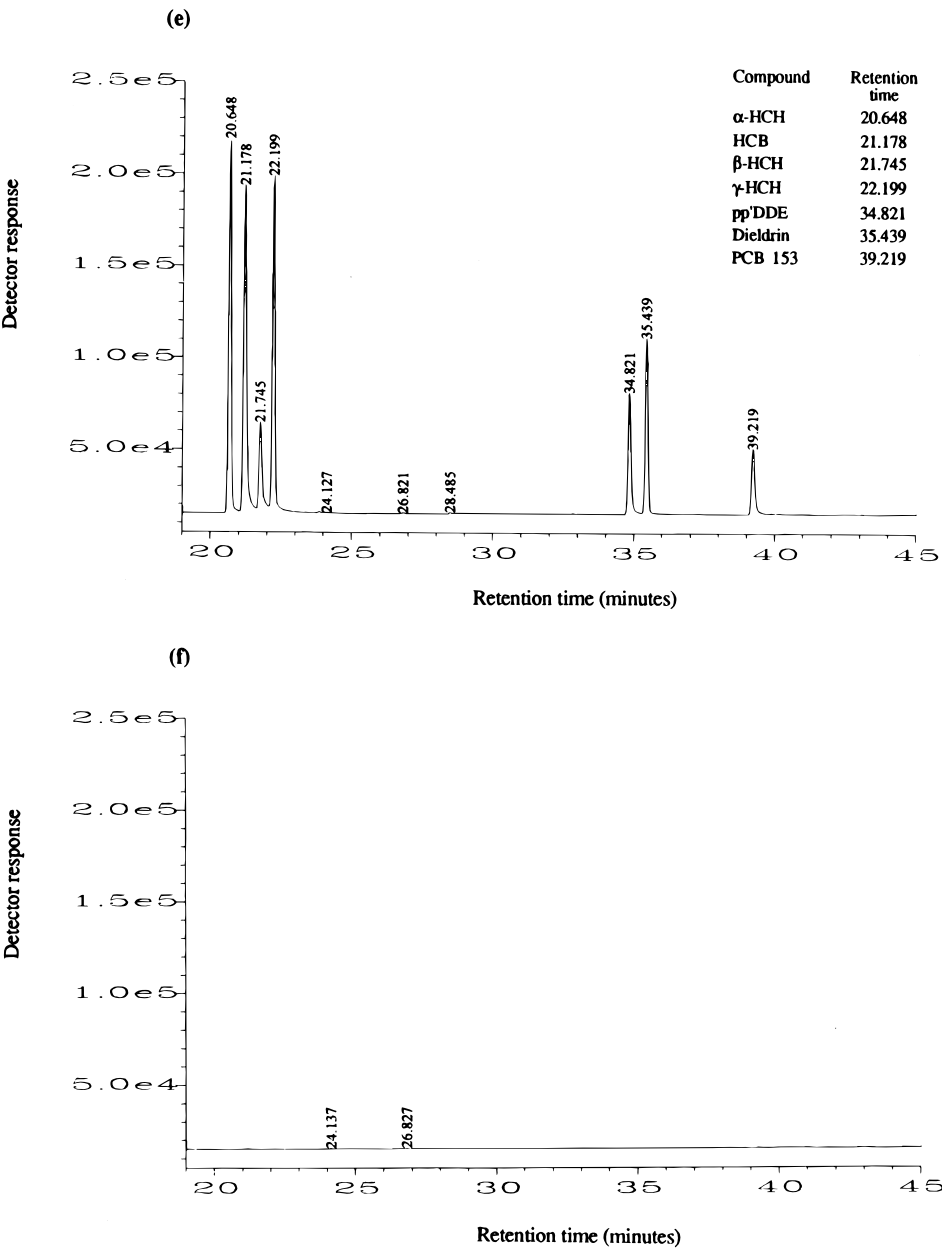 (e)
Detector response
2.5e5
2.0e5
1.5e5
1.0e5
5.0e4
20.648
21.178
21.745
22.199
24.127
26.821
28.485
34.821
35.439
39.219
Compound Retention time
α-HCH 20.648
HCB 21.178
β-HCH 21.745
γ-HCH 22.199
pp'DDE 34.821
Dieldrin 35.439
PCB 153 39.219
20 25 30 35 40 45
Retention time (minutes)
(f)
Detector response
2.5e5
2.0e5
1.5e5
1.0e5
5.0e4
24.137
26.827
20 25 30 35 40 45
Retention time (minutes)